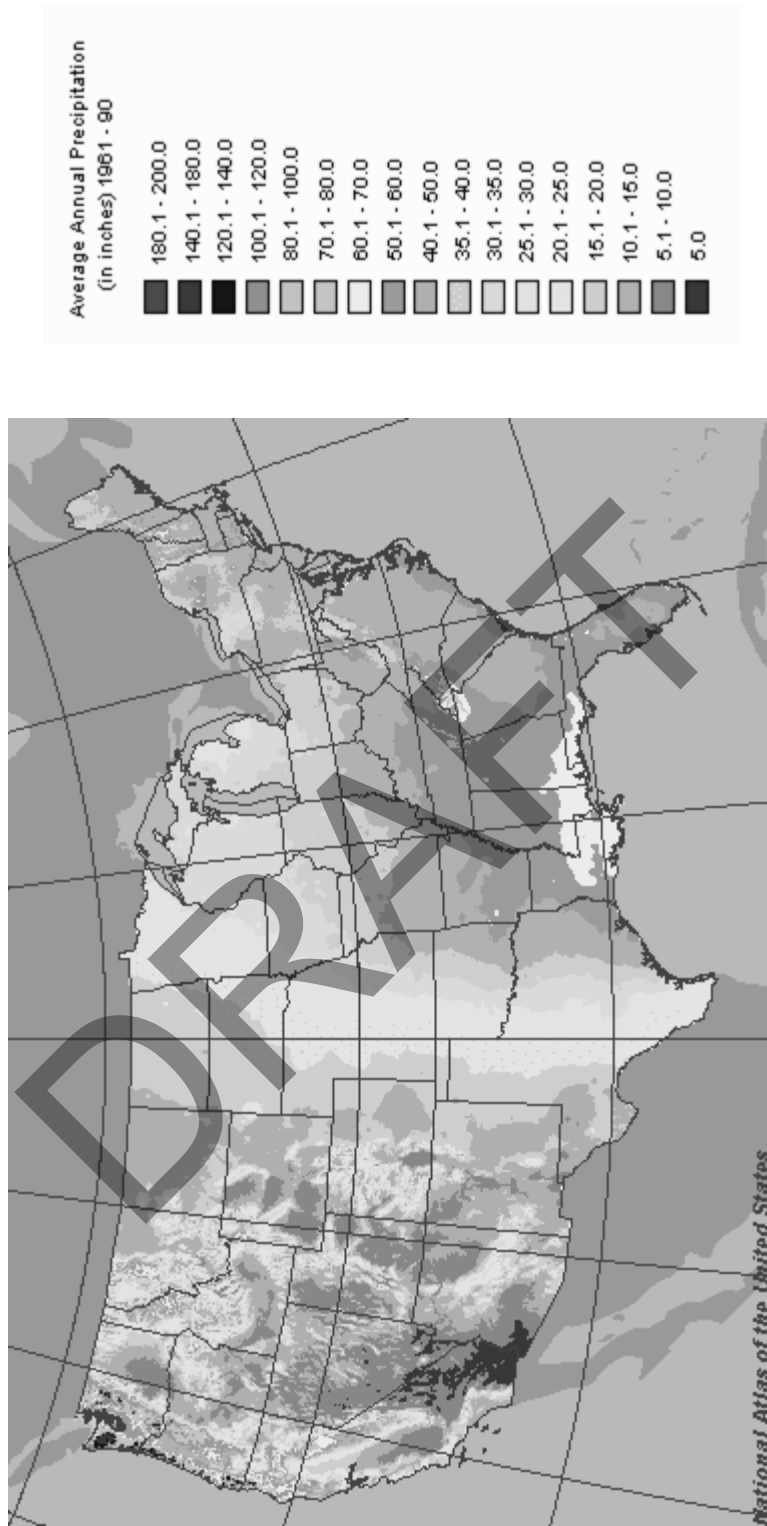 Average Annual Precipitation
(in inches) 1961 - 90
180.1 - 200.0
140.1 - 180.0
120.1 - 140.0
100.1 - 120.0
80.1 - 100.0
70.1 - 80.0
60.1 - 70.0
50.1 - 60.0
40.1 - 50.0
35.1 - 40.0
30.1 - 35.0
25.1 - 30.0
20.1 - 25.0
15.1 - 20.0
10.1 - 15.0
5.1 - 10.0
5.0
DRAFT
National Atlas of the United States